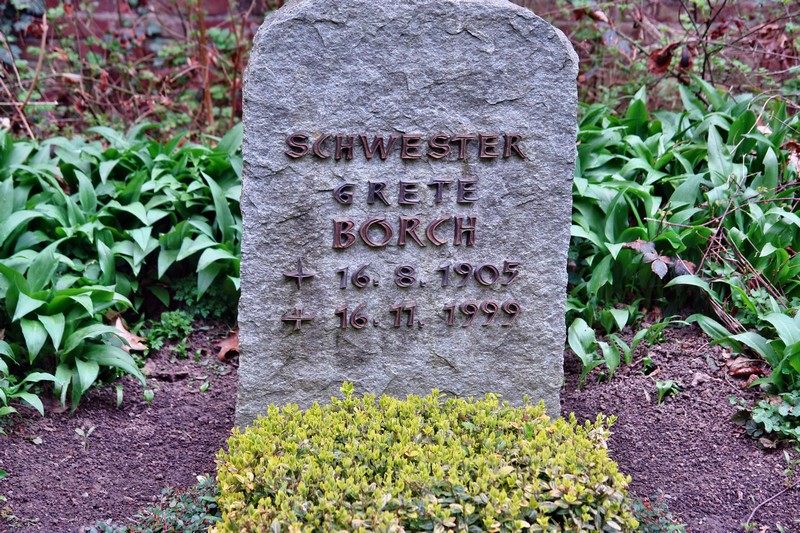 SCHWESTER
GRETE
BORCH
16. 8. 1905
+ 16. 11. 1999